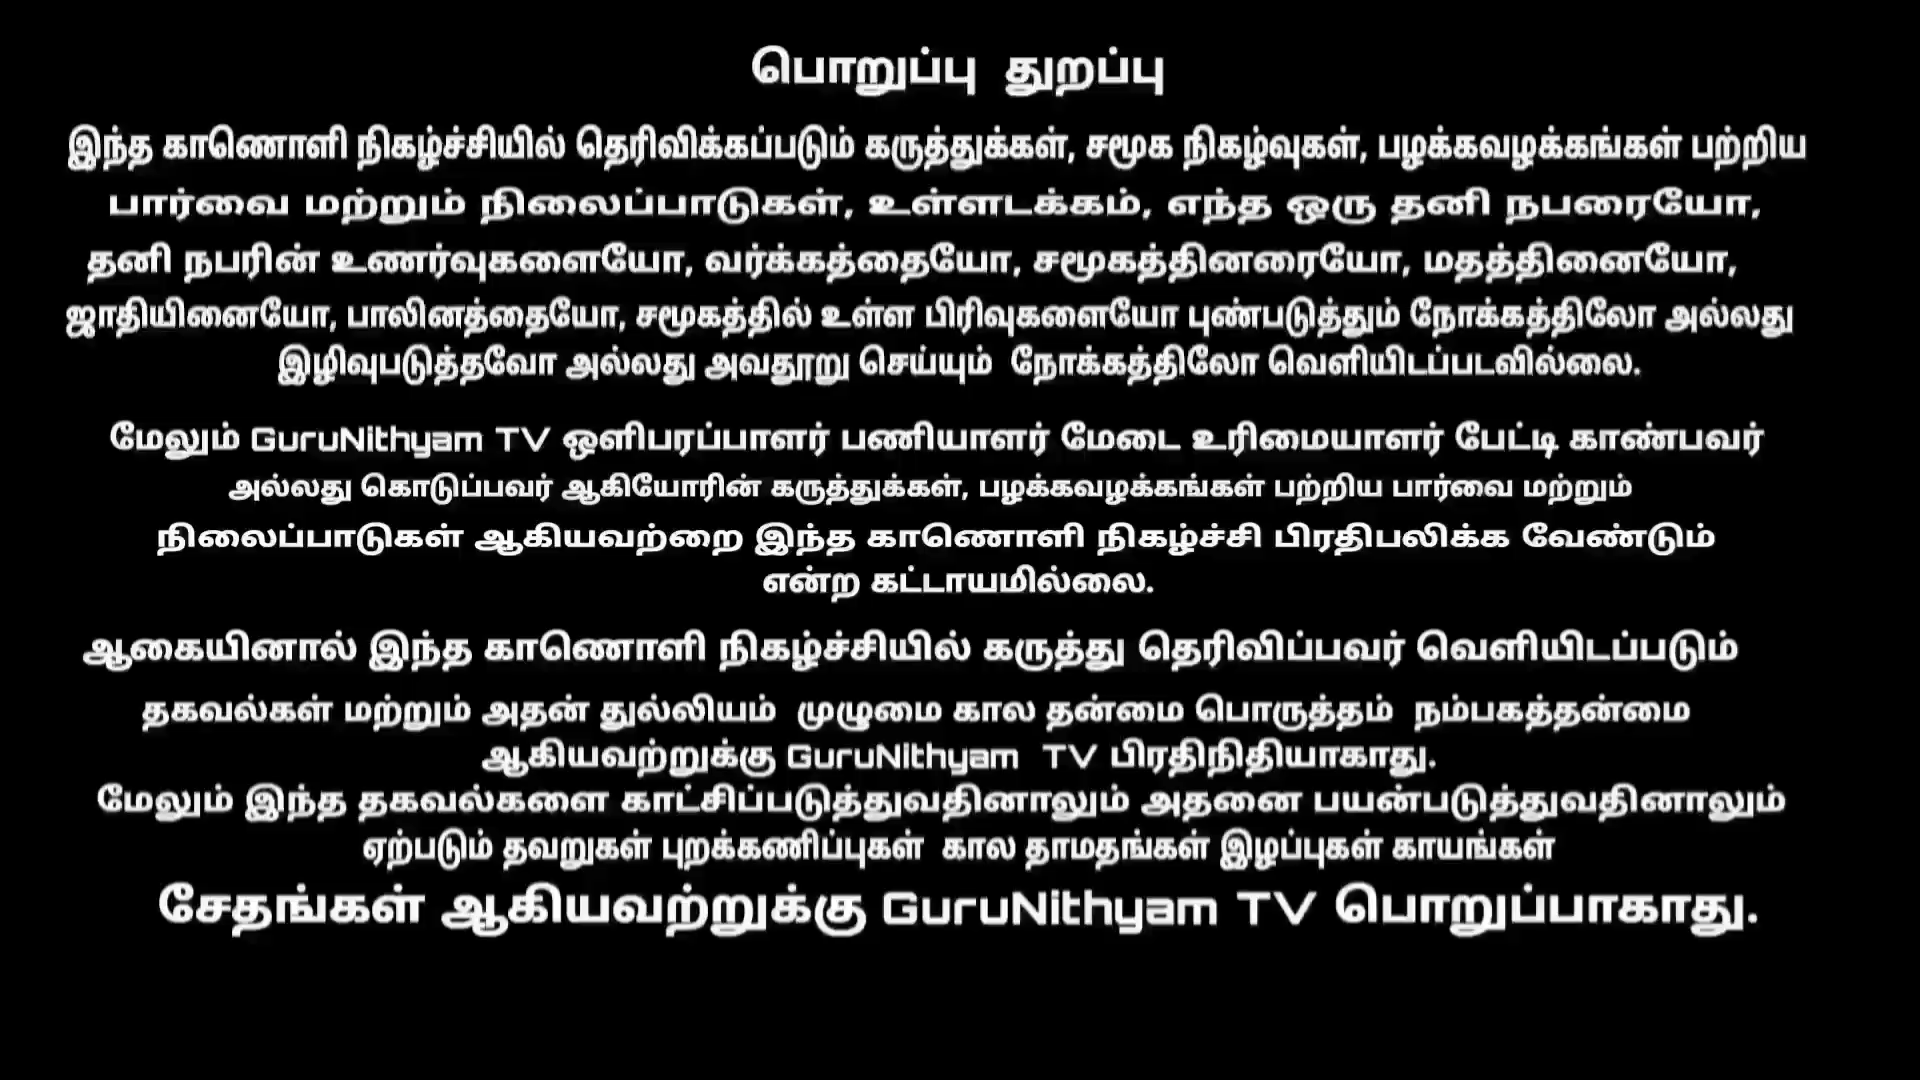 பொறுப்பு துறப்பு
இந்த காணொளி நிகழ்ச்சியில் தெரிவிக்கப்படும் கருத்துக்கள், சமூக நிகழ்வுகள், பழக்கவழக்கங்கள் பற்றிய
பார்வை மற்றும் நிலைப்பாடுகள், உள்ளடக்கம், எந்த ஒரு தனி நபரையோ,
தனி நபரின் உணர்வுகளையோ, வர்க்கத்தையோ, சமூகத்தினரையோ, மதத்தினையோ,
ஜாதியினையோ, பாலினத்தையோ, சமூகத்தில் உள்ள பிரிவுகளையோ புண்படுத்தும் நோக்கத்திலோ அல்லது
இழிவுபடுத்தவோ அல்லது அவதூறு செய்யும் நோக்கத்திலோ வெளியிடப்படவில்லை.
மேலும் GuruNithyam TV ஒளிபரப்பாளர் பணியாளர் மேடை உரிமையாளர் பேட்டி காண்பவர்
அல்லது கொடுப்பவர் ஆகியோரின் கருத்துக்கள், பழக்கவழக்கங்கள் பற்றிய பார்வை மற்றும்
நிலைப்பாடுகள் ஆகியவற்றை இந்த காணொளி நிகழ்ச்சி பிரதிபலிக்க வேண்டும்
என்ற கட்டாயமில்லை.
ஆகையினால் இந்த காணொளி நிகழ்ச்சியில் கருத்து தெரிவிப்பவர் வெளியிடப்படும்
தகவல்கள் மற்றும் அதன் துல்லியம் முழுமை கால தன்மை பொருத்தம் நம்பகத்தன்மை
ஆகியவற்றுக்கு GuruNithyam TV பிரதிநிதியாகாது.
மேலும் இந்த தகவல்களை காட்சிப்படுத்துவதினாலும் அதனை பயன்படுத்துவதினாலும்
ஏற்படும் தவறுகள் புறக்கணிப்புகள் கால தாமதங்கள் இழப்புகள் காயங்கள்
சேதங்கள் ஆகியவற்றுக்கு GuruNithyam TV பொறுப்பாகாது.